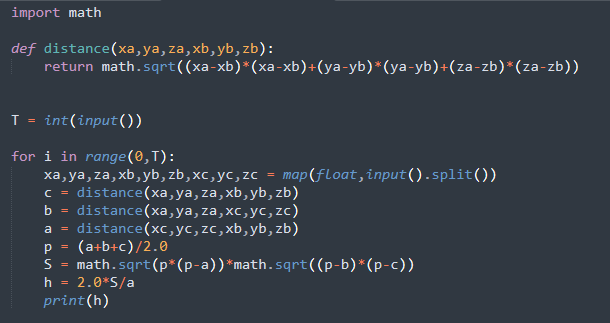 import math

def distance(xa,ya,za,xb,yb,zb):
    return math.sqrt((xa-xb)*(xa-xb)+(ya-yb)*(ya-yb)+(za-zb)*(za-zb))


T = int(input())

for i in range(0,T):
    xa,ya,za,xb,yb,zb,xc,yc,zc = map(float,input().split())
    c = distance(xa,ya,za,xb,yb,zb)
    b = distance(xa,ya,za,xc,yc,zc)
    a = distance(xc,yc,zc,xb,yb,zb)
    p = (a+b+c)/2.0
    S = math.sqrt(p*(p-a))*math.sqrt((p-b)*(p-c))
    h = 2.0*S/a
    print(h)